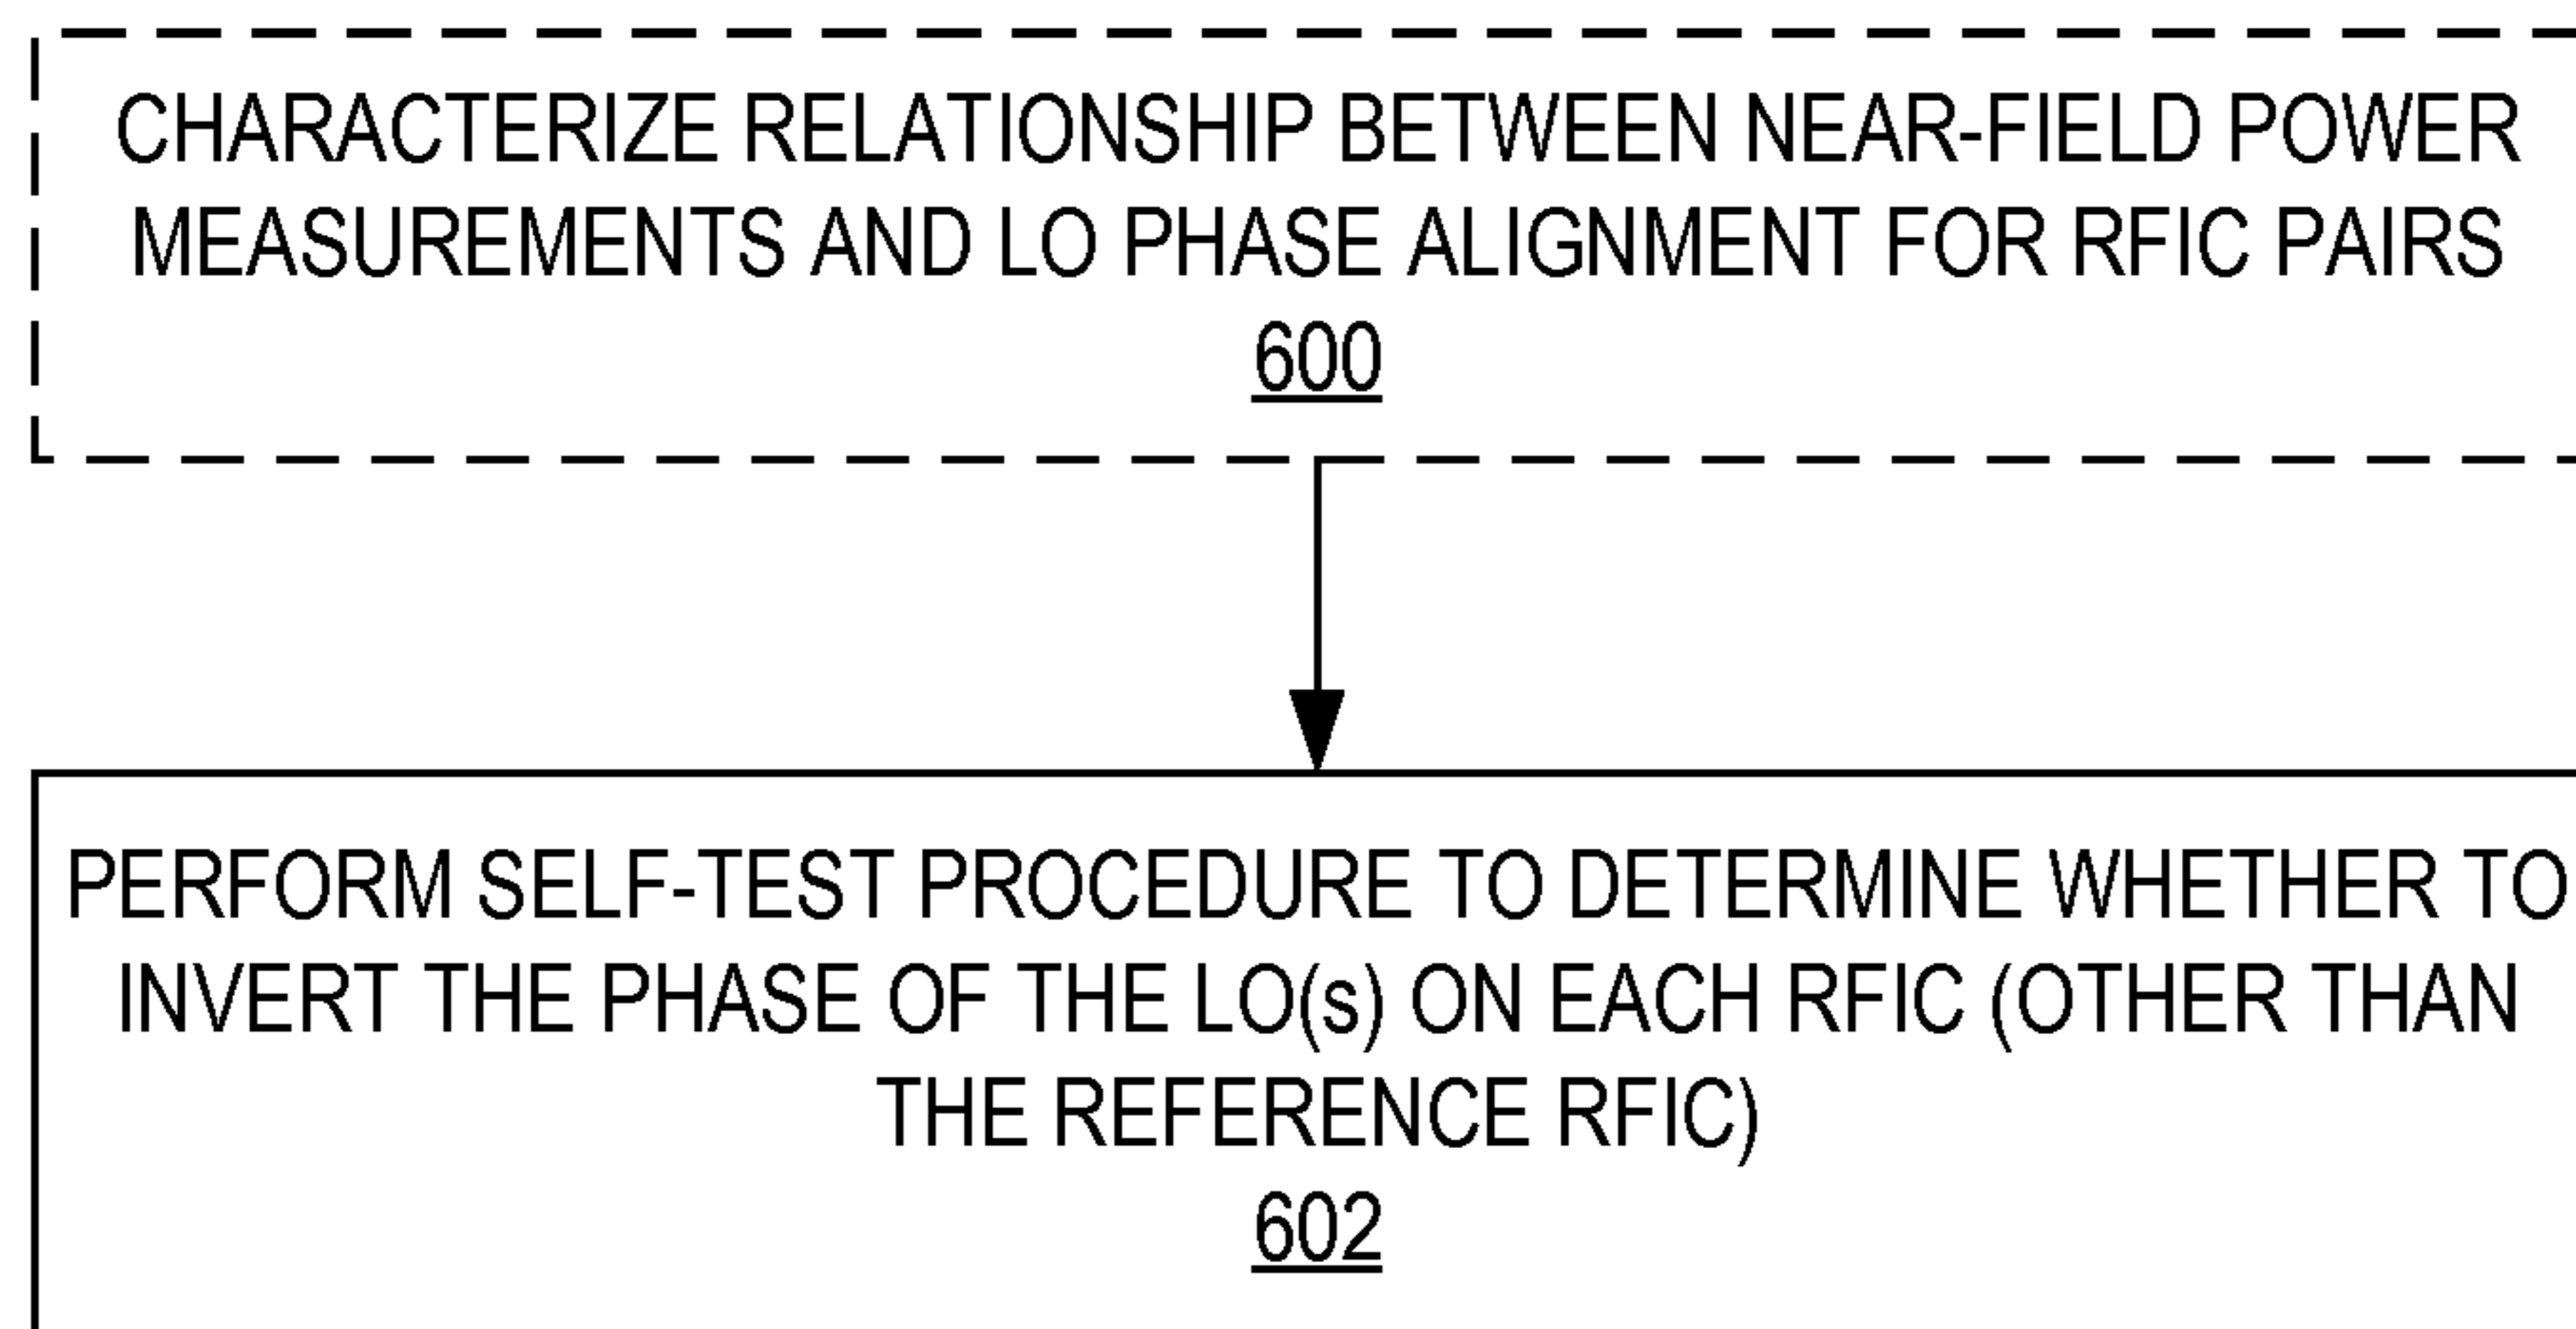 CHARACTERIZE RELATIONSHIP BETWEEN NEAR-FIELD POWER
MEASUREMENTS AND LO PHASE ALIGNMENT FOR RFIC PAIRS
600
PERFORM SELF-TEST PROCEDURE TO DETERMINE WHETHER TO
INVERT THE PHASE OF THE LO(s) ON EACH RFIC (OTHER THAN
THE REFERENCE RFIC)
602